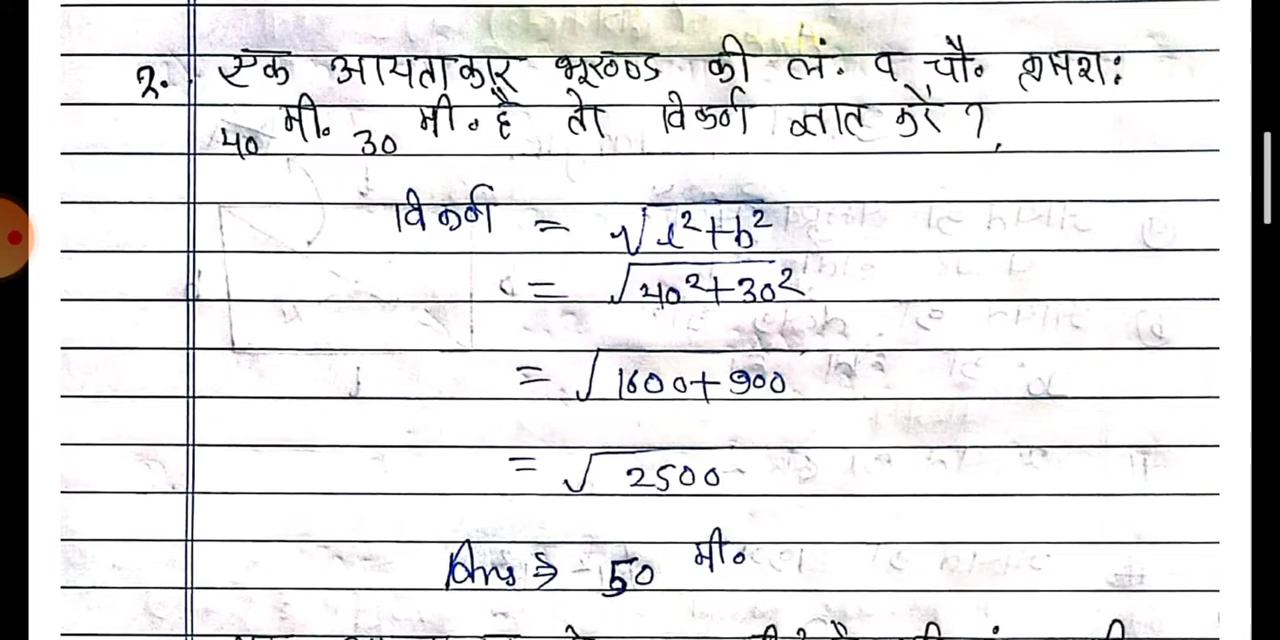 2. एक आयताकार भूखण्ड की लं. व चौ. क्रमश:
40 मी. 30 मी. है तो विकर्ण ज्ञात करें ?
विकर्ण = √l²+b²
= √40²+30²
= √1600+900
= √2500
Ans ⇒ 50 मी.